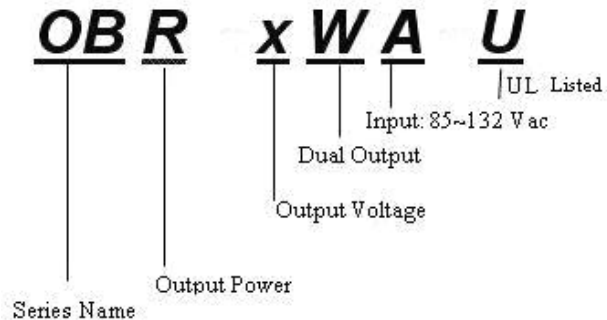 OB R x W A U
UL Listed
Input: 85~132 Vac
Dual Output
Output Voltage
Output Power
Series Name